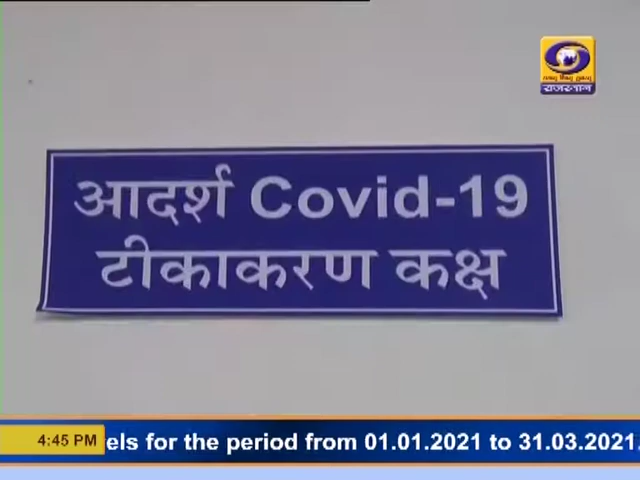 राजस्थान
आदर्श Covid-19
टीकाकरण कक्ष
4:45 PM els for the period from 01.01.2021 to 31.03.2021.